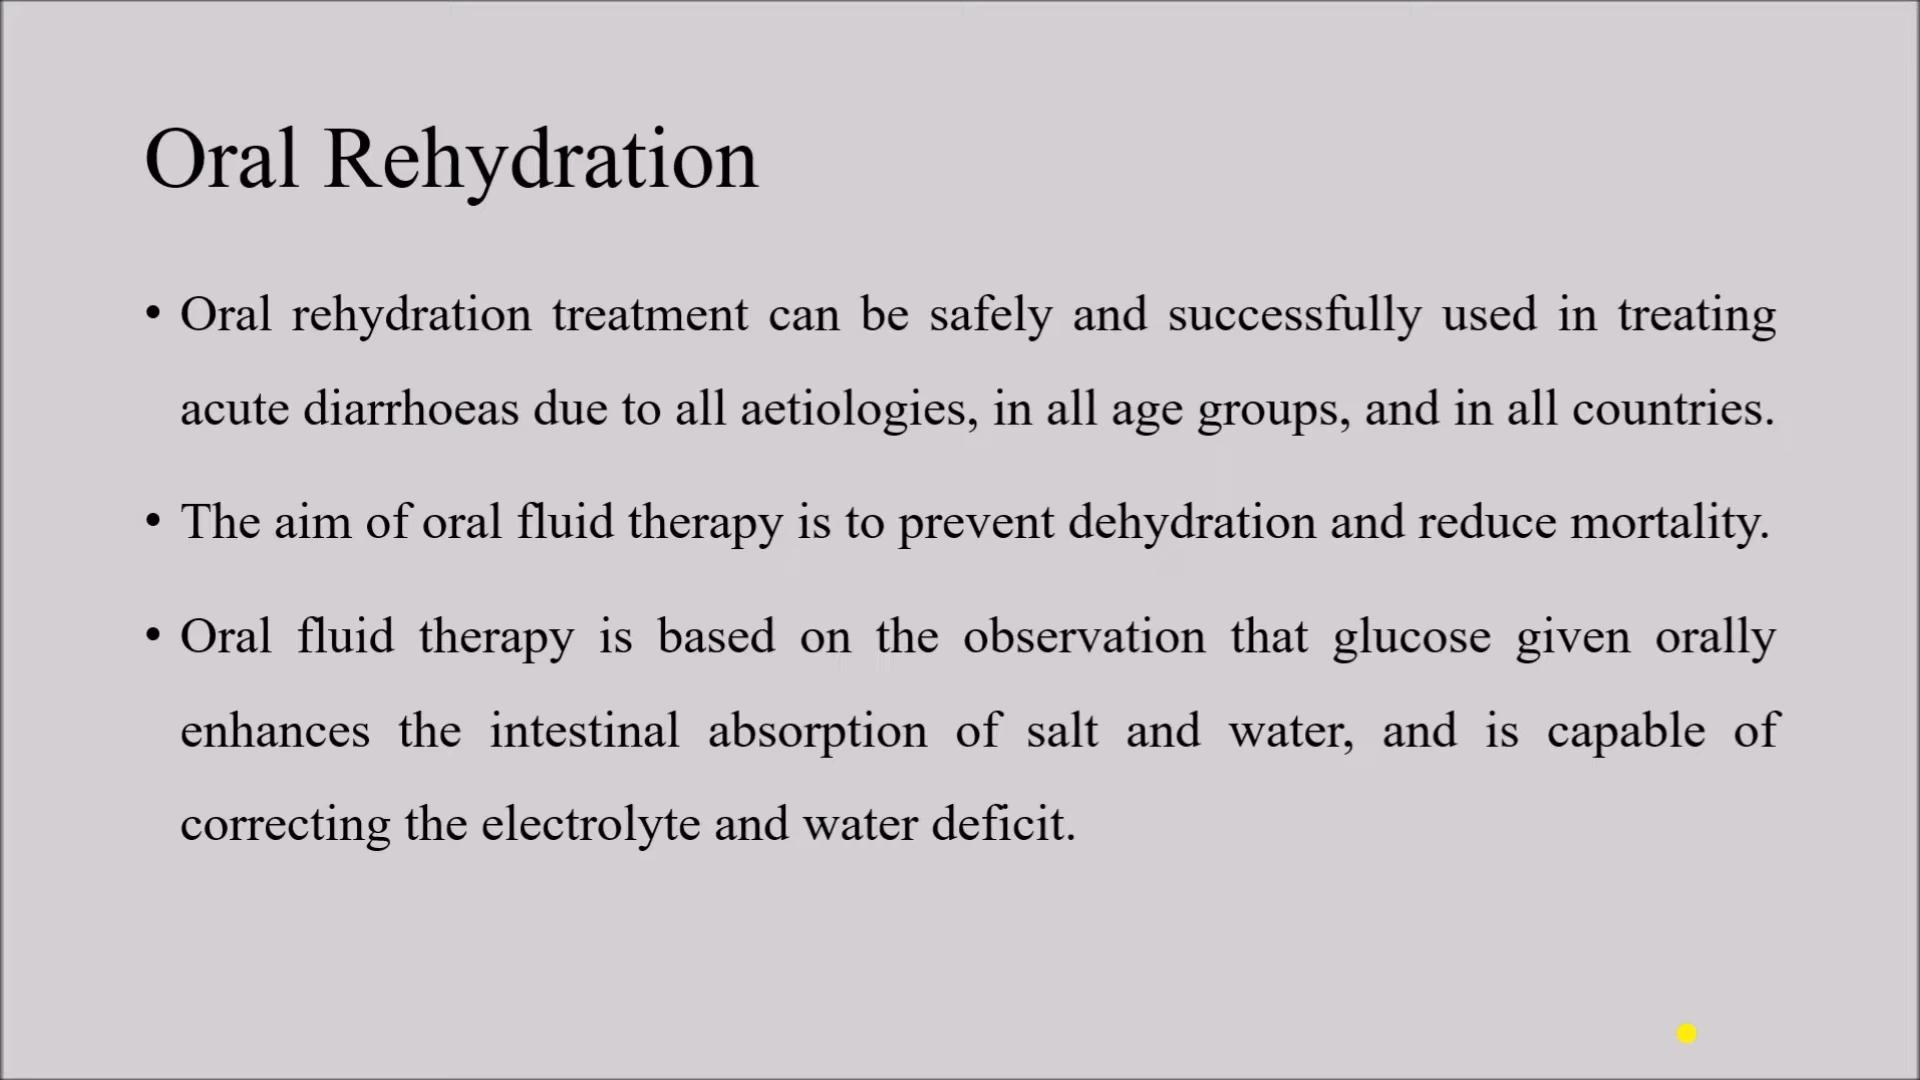 Oral Rehydration
• Oral rehydration treatment can be safely and successfully used in treating
acute diarrhoeas due to all aetiologies, in all age groups, and in all countries.
• The aim of oral fluid therapy is to prevent dehydration and reduce mortality.
• Oral fluid therapy is based on the observation that glucose given orally
enhances the intestinal absorption of salt and water, and is capable of
correcting the electrolyte and water deficit.